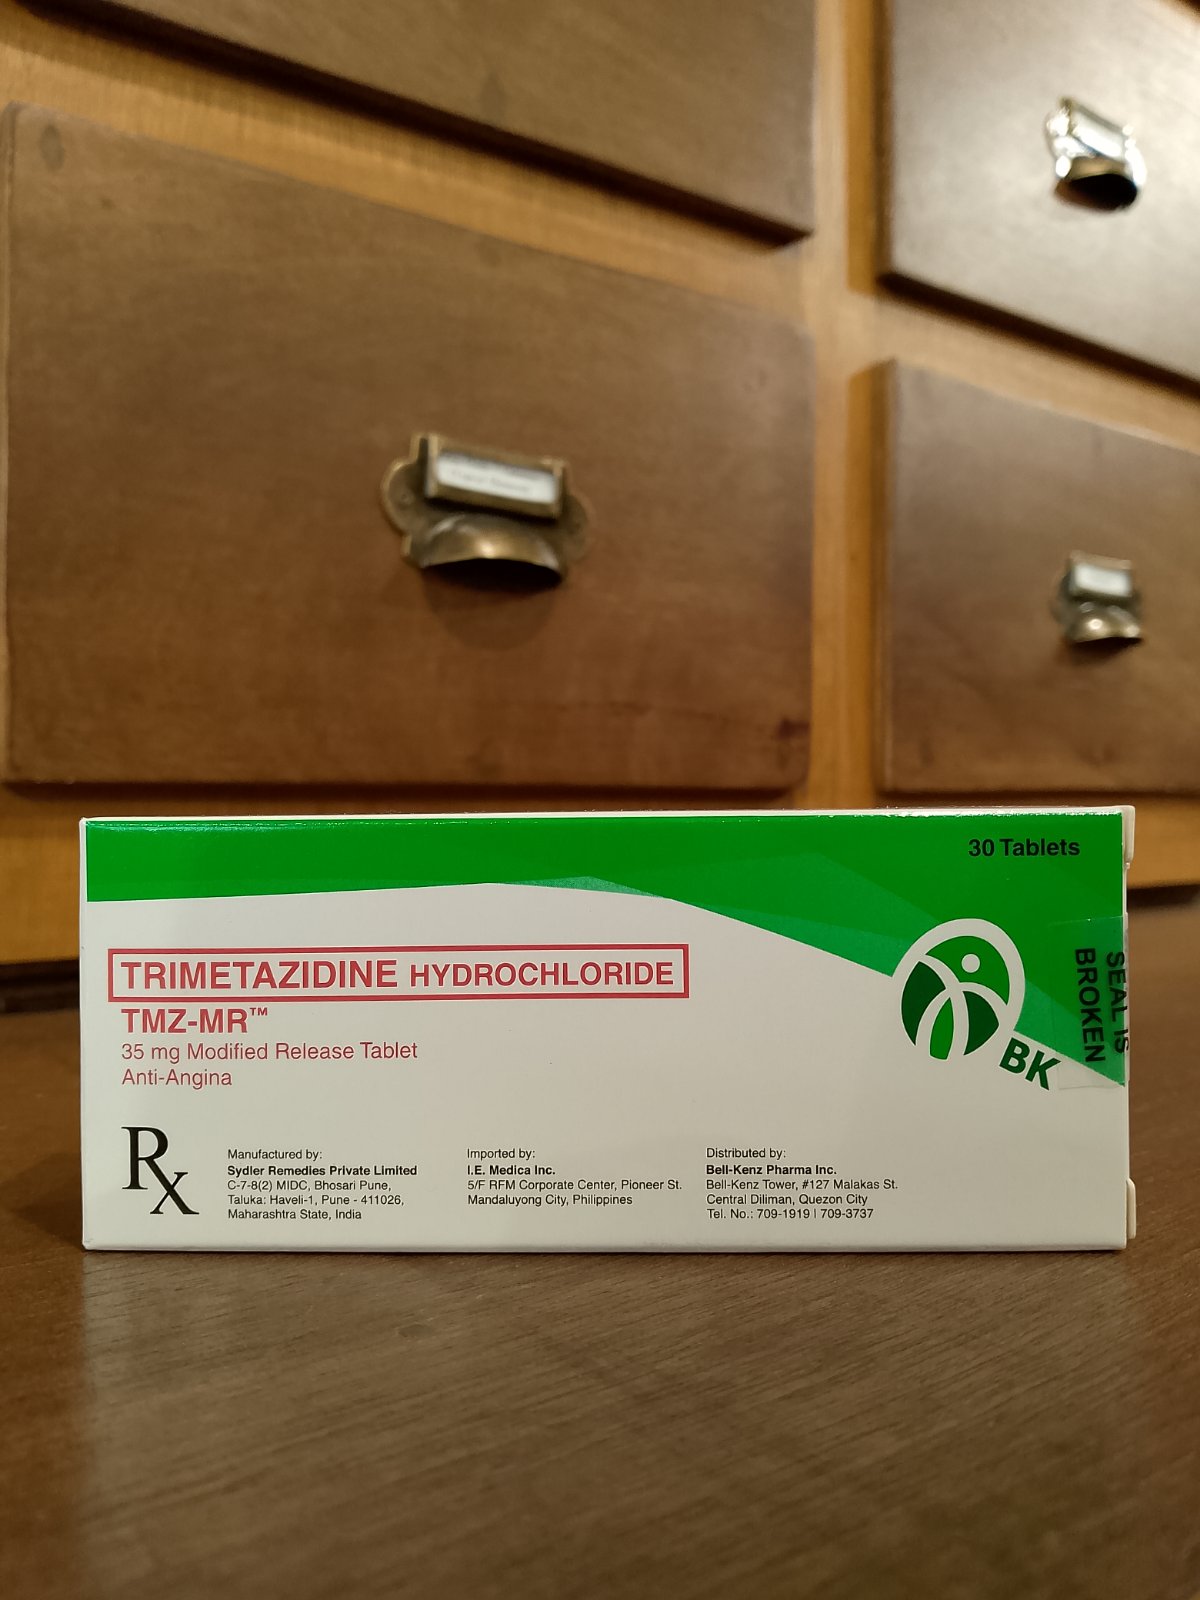 30 Tablets
TRIMETAZIDINE HYDROCHLORIDE
TMZ-MR™
35 mg Modified Release Tablet
Anti-Angina
BK
SEAL IS
BROKEN
Rx
Manufactured by:
Sydler Remedies Private Limited
C-7-8(2) MIDC, Bhosari Pune,
Taluka: Haveli-1, Pune - 411026,
Maharashtra State, India
Imported by:
I.E. Medica Inc.
5/F RFM Corporate Center, Pioneer St.
Mandaluyong City, Philippines
Distributed by:
Bell-Kenz Pharma Inc.
Bell-Kenz Tower, #127 Malakas St.
Central Diliman, Quezon City
Tel. No.: 709-1919 | 709-3737